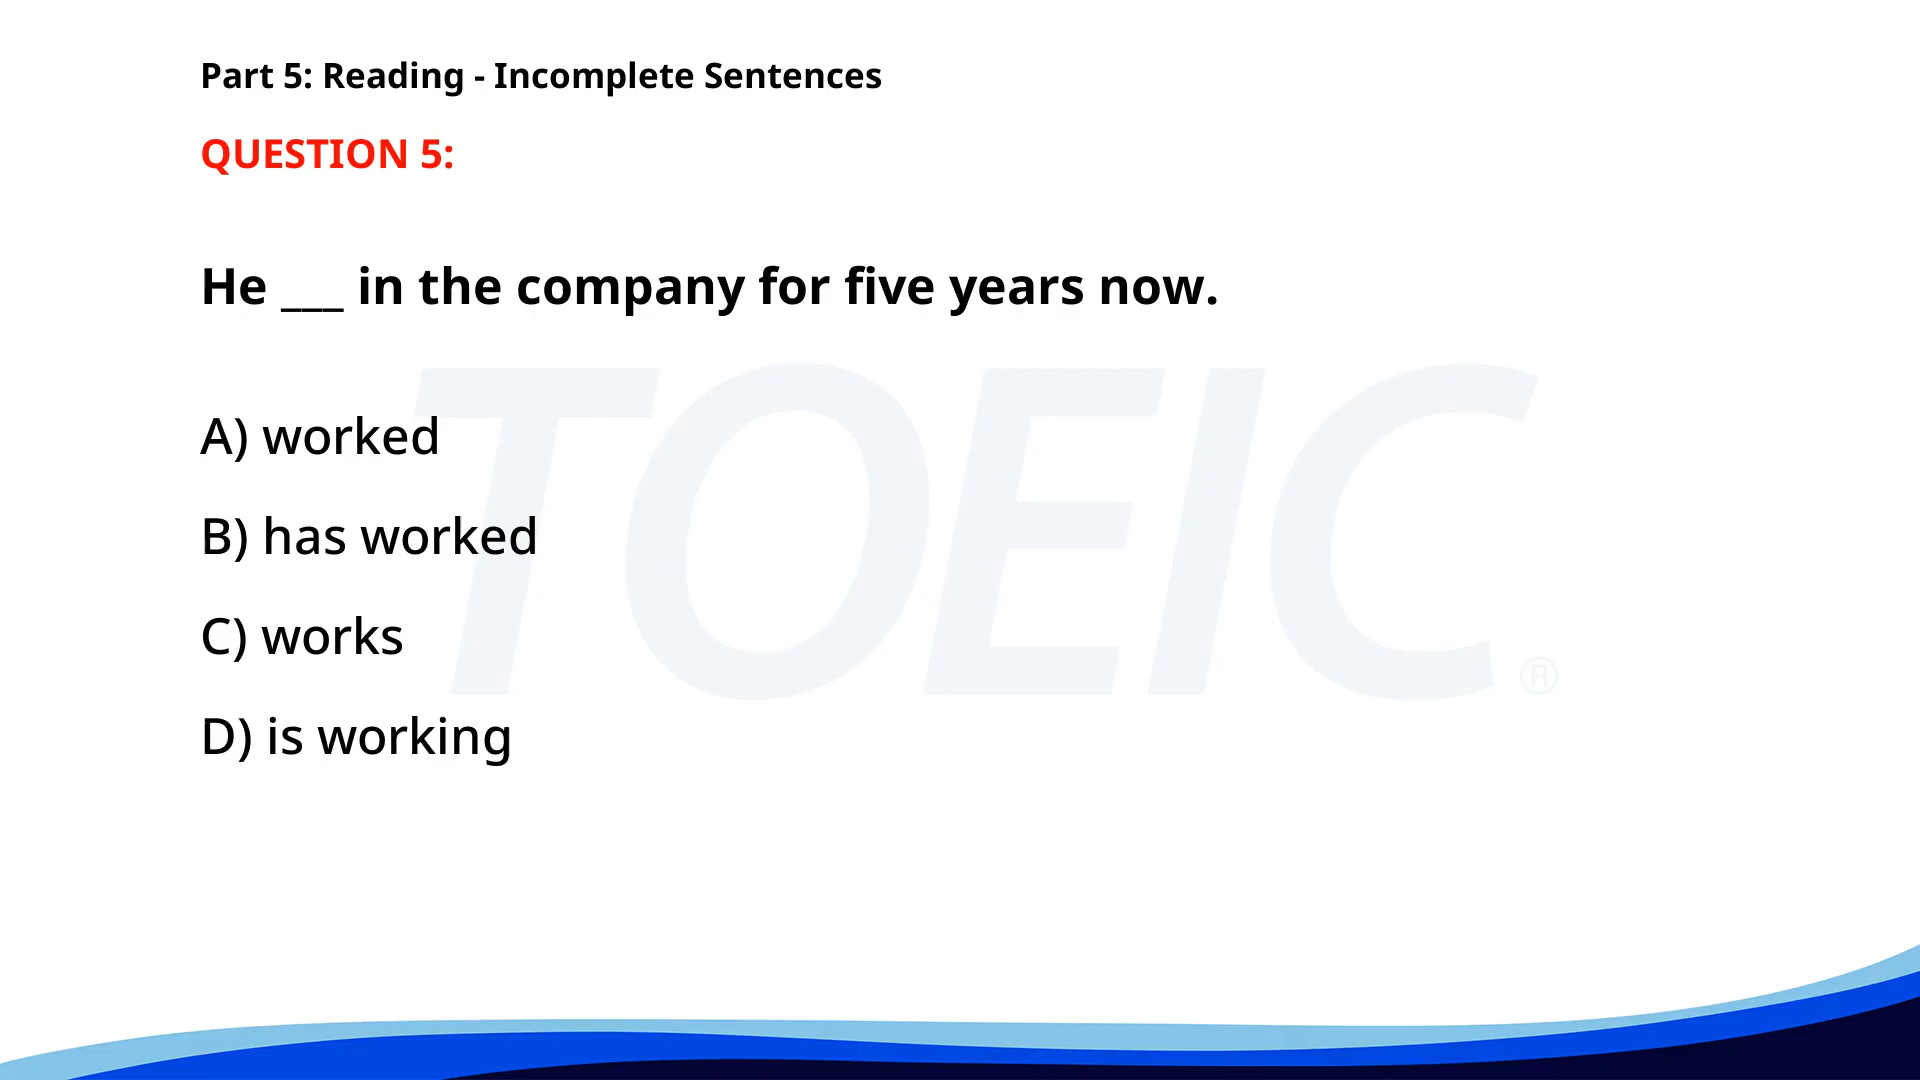 Part 5: Reading - Incomplete Sentences
QUESTION 5:
He ___ in the company for five years now.
A) worked
B) has worked
C) works
D) is working
TOEIC®